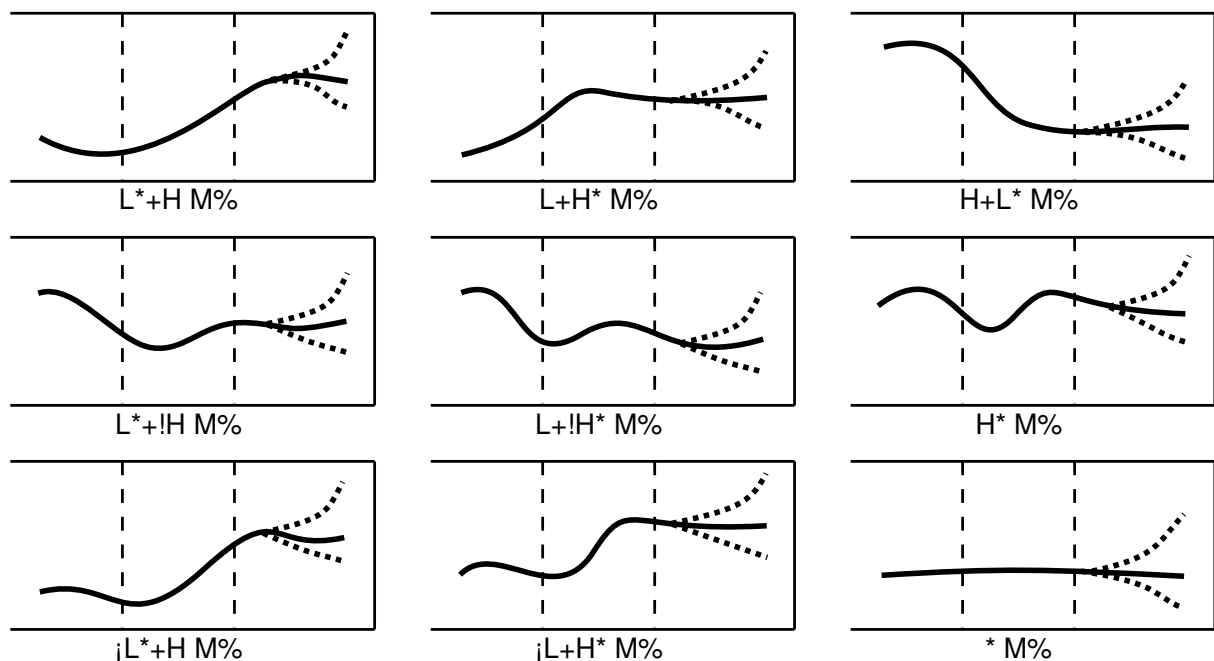 L*+H M%
L+H* M%
H+L* M%
L*+!H M%
L+!H* M%
H* M%
¡L*+H M%
¡L+H* M%
* M%